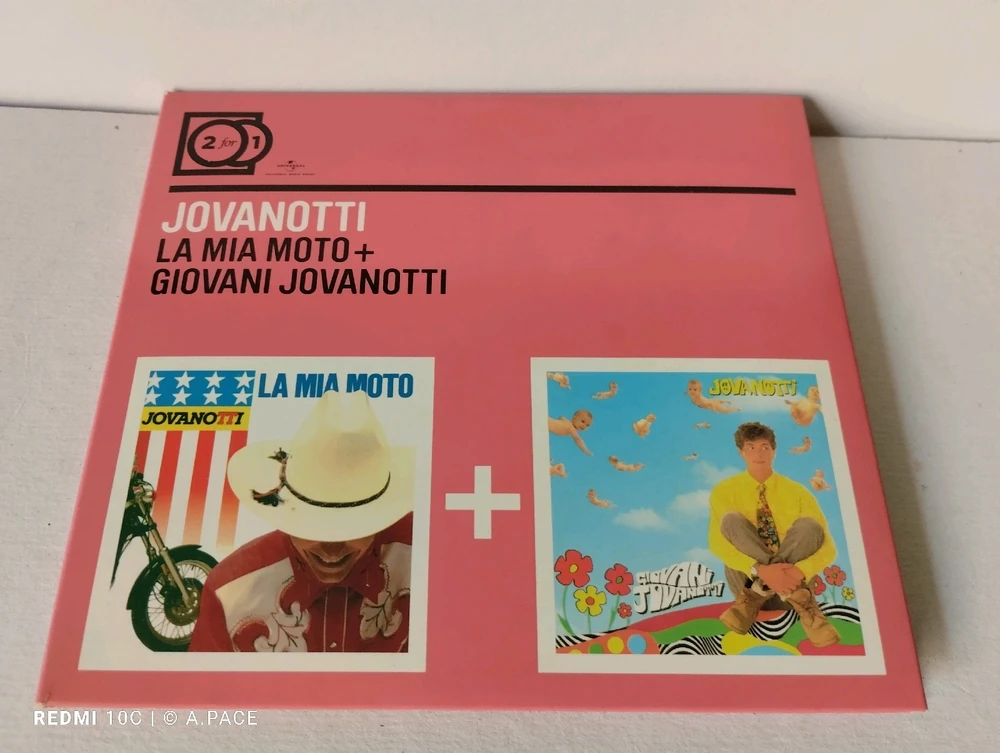 2 for 1
UNIVERSAL
JOVANOTTI
LA MIA MOTO+
GIOVANI JOVANOTTI
LA MIA MOTO
JOVANOTTI
+
JOVANOTTI
GIOVANI
JOVANOTTI
REDMI 10C | © A.PACE